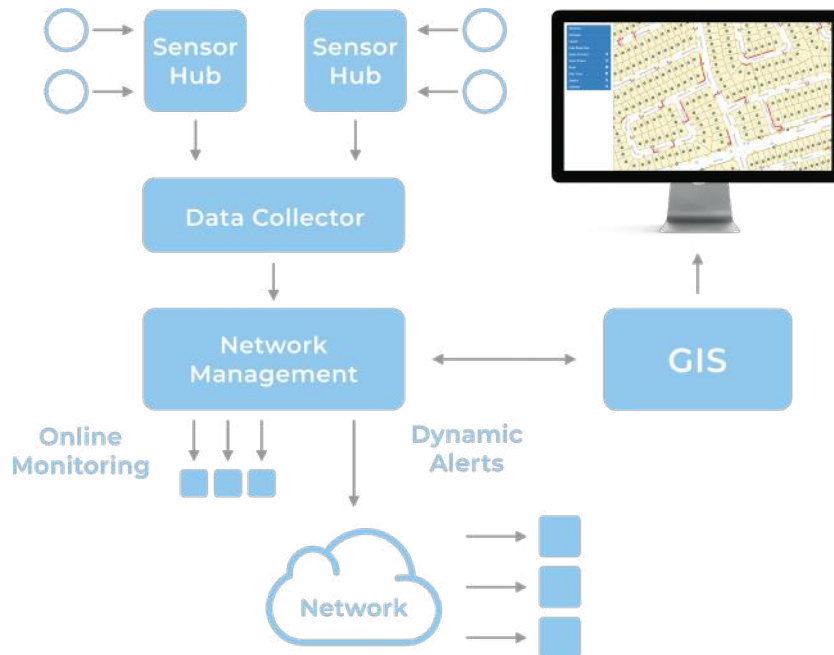 Sensor
Hub
Sensor
Hub
Data Collector
Network
Management
GIS
Online
Monitoring
Dynamic
Alerts
Network